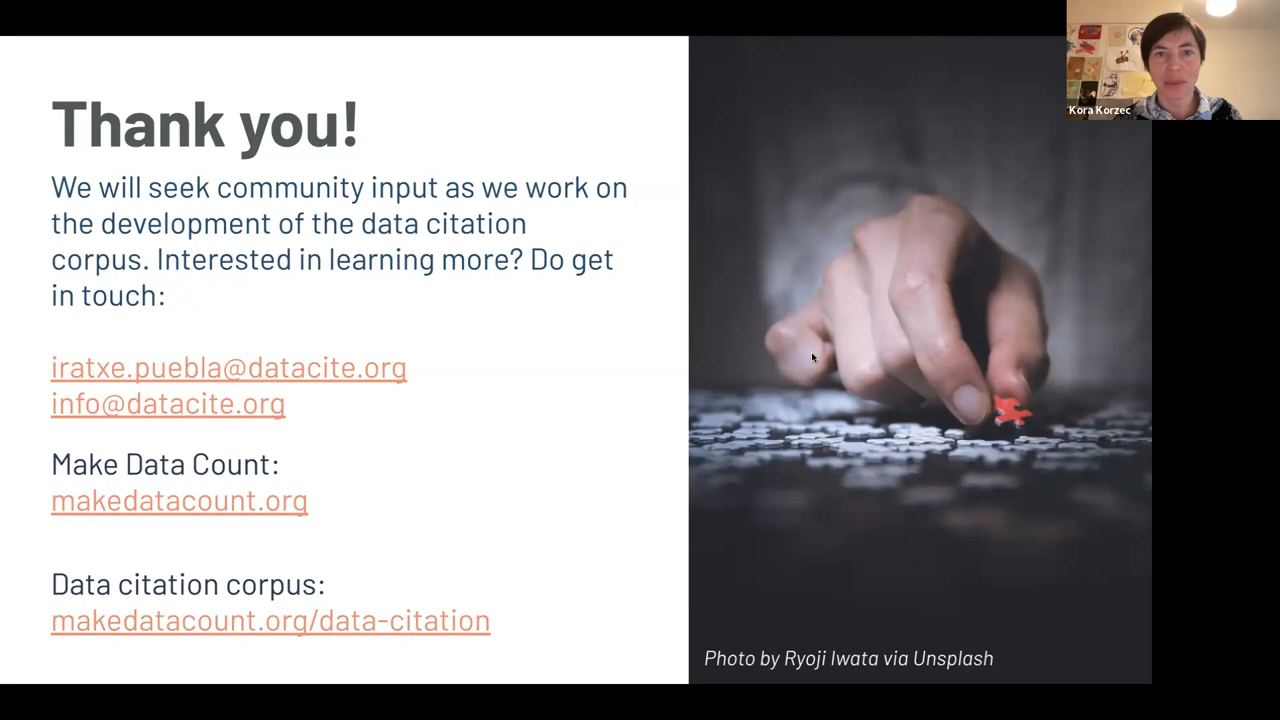 Thank you!
We will seek community input as we work on
the development of the data citation
corpus. Interested in learning more? Do get
in touch:
iratxe.puebla@datacite.org
info@datacite.org
Make Data Count:
makedatacount.org
Data citation corpus:
makedatacount.org/data-citation
Photo by Ryoji Iwata via Unsplash
Kora Korzec